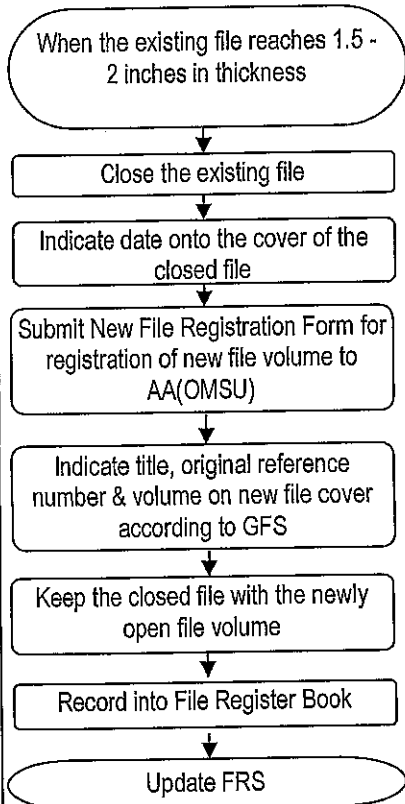 When the existing file reaches 1.5 -
2 inches in thickness
Close the existing file
Indicate date onto the cover of the
closed file
Submit New File Registration Form for
registration of new file volume to
AA(OMSU)
Indicate title, original reference
number & volume on new file cover
according to GFS
Keep the closed file with the newly
open file volume
Record into File Register Book
Update FRS